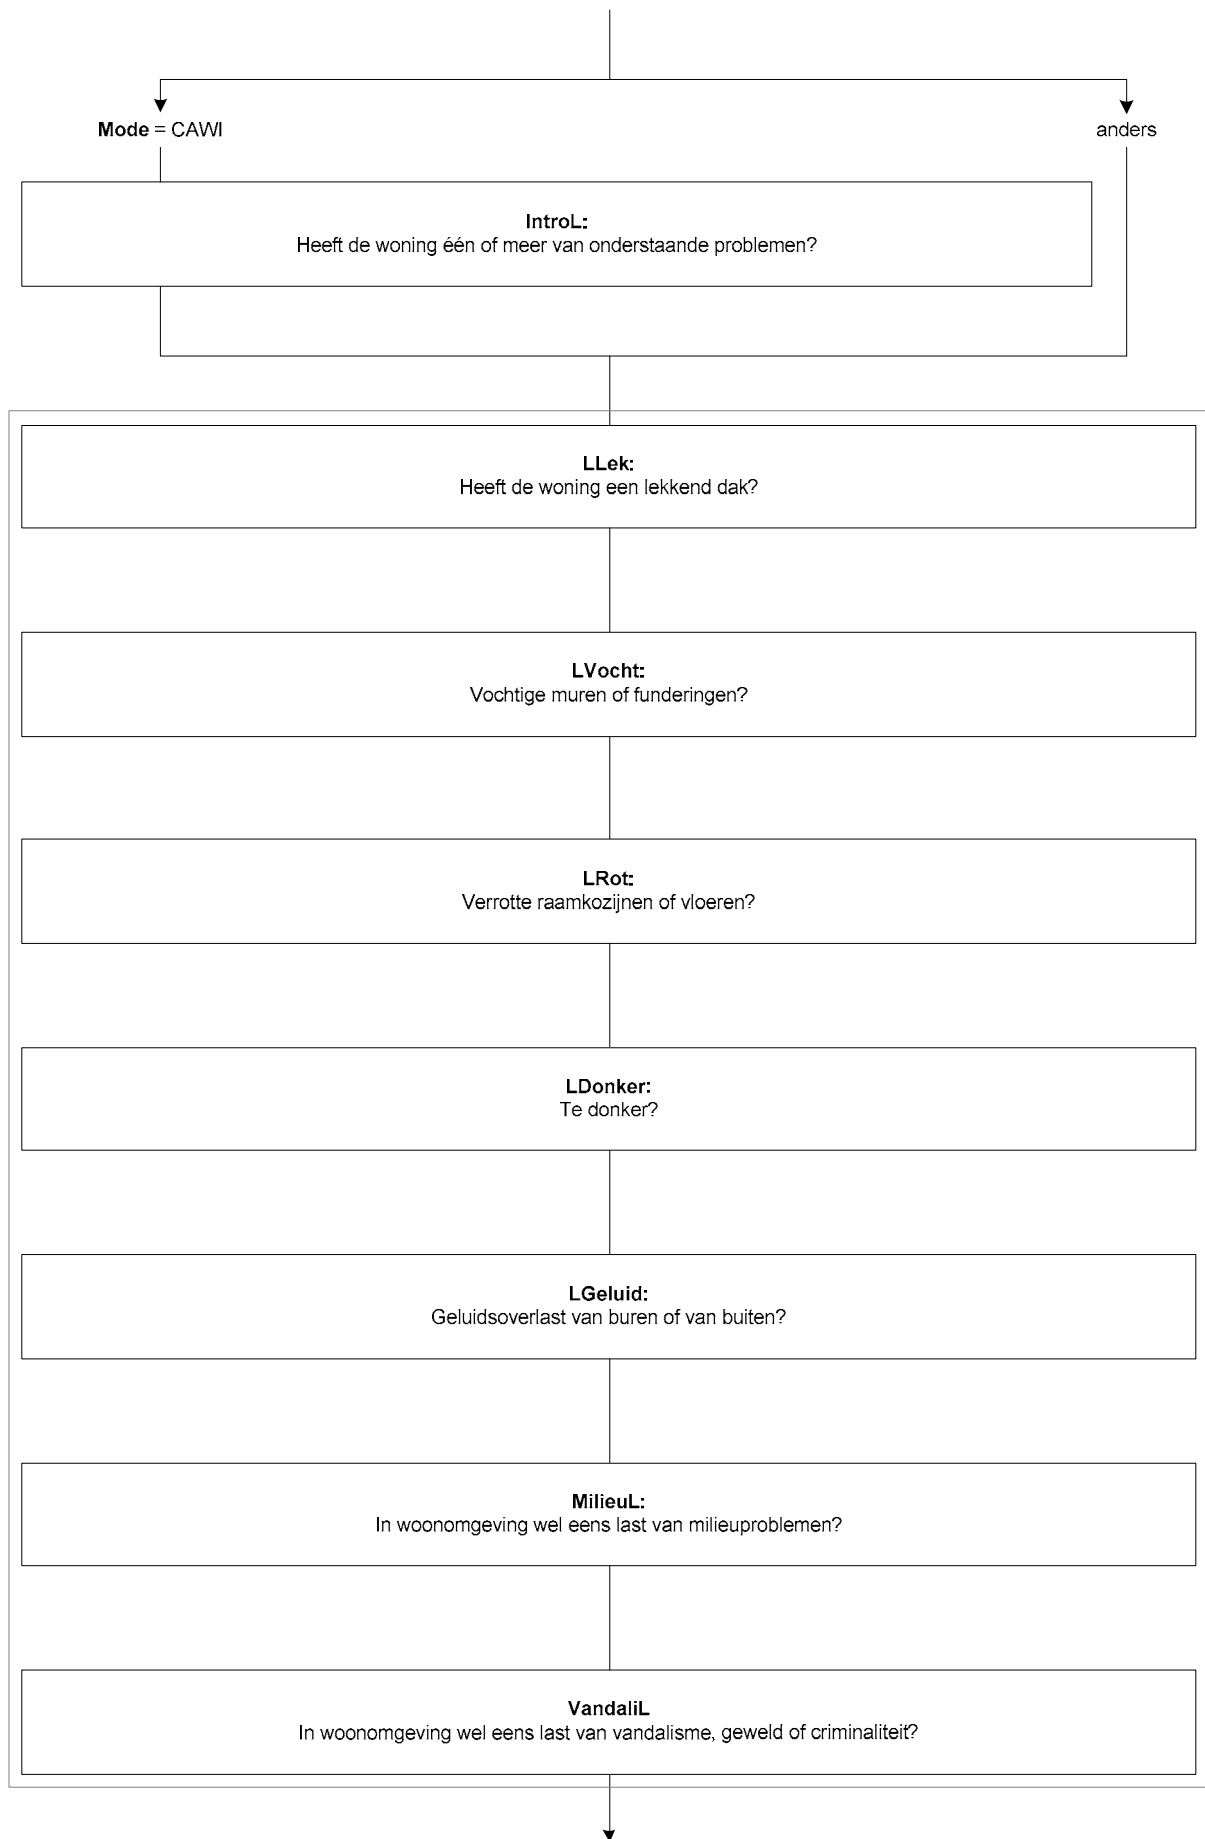 Mode = CAWI
anders
IntroL:
Heeft de woning één of meer van onderstaande problemen?
LLek:
Heeft de woning een lekkend dak?
LVocht:
Vochtige muren of funderingen?
LRot:
Verrotte raamkozijnen of vloeren?
LDonker:
Te donker?
LGeluid:
Geluidsoverlast van buren of van buiten?
MilieuL:
In woonomgeving wel eens last van milieuproblemen?
VandaliL
In woonomgeving wel eens last van vandalisme, geweld of criminaliteit?